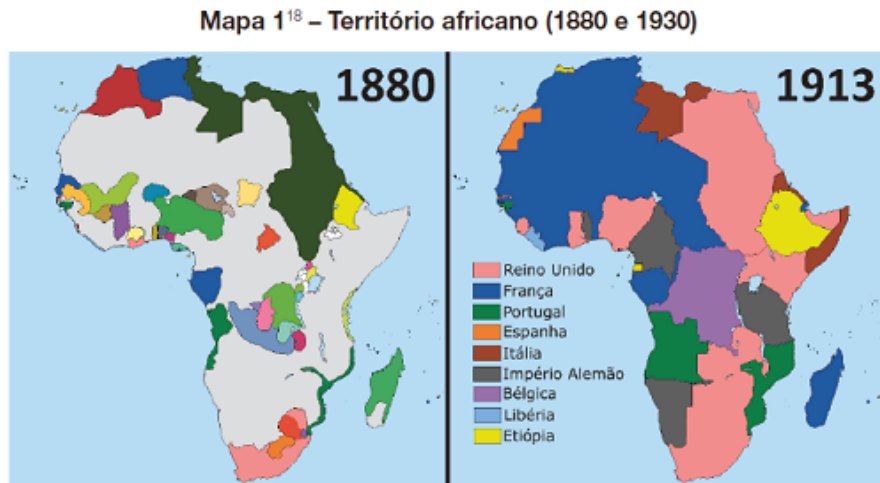 Mapa 1¹⁸ – Território africano (1880 e 1930)
1880
1913
Reino Unido
França
Portugal
Espanha
Itália
Império Alemão
Bélgica
Libéria
Etiópia